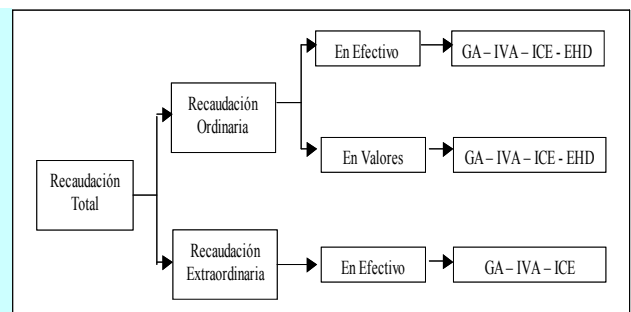 En Efectivo
GA – IVA – ICE - EHD
Recaudación
Ordinaria
En Valores
GA – IVA – ICE - EHD
Recaudación
Total
Recaudación
Extraordinaria
En Efectivo
GA – IVA – ICE